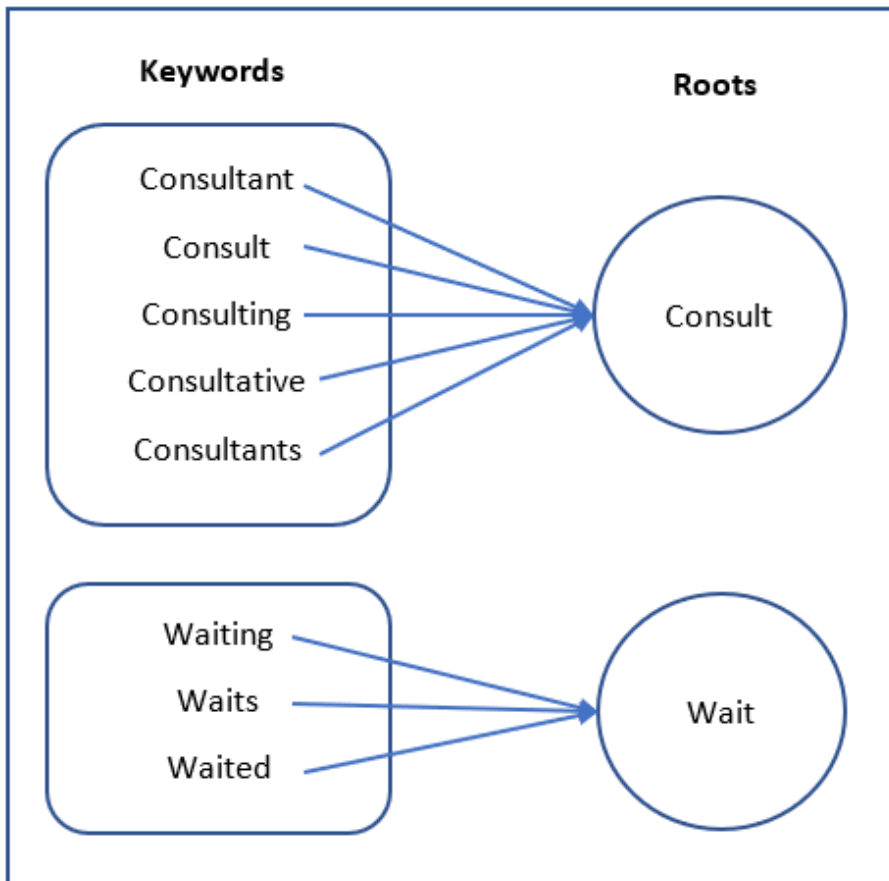 Keywords
Roots
Consultant
Consult
Consulting
Consultative
Consultants
Consult
Waiting
Waits
Waited
Wait